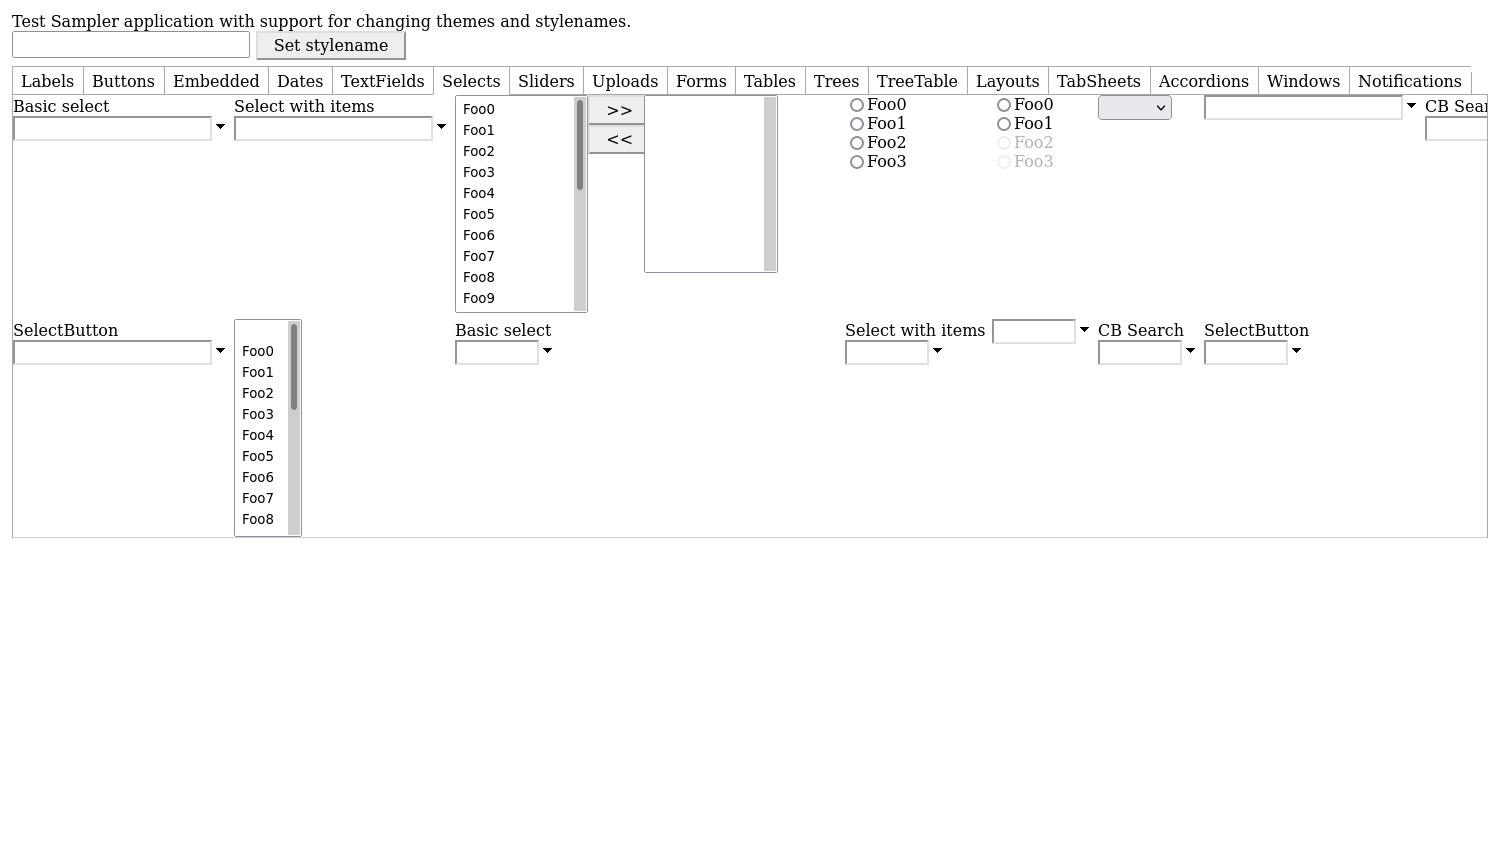 Test Sampler application with support for changing themes and stylenames.
Set stylename
Labels Buttons Embedded Dates TextFields Selects Sliders Uploads Forms Tables Trees TreeTable Layouts TabSheets Accordions Windows Notifications
Basic select
Select with items
Foo0
Foo1
Foo2
Foo3
Foo4
Foo5
Foo6
Foo7
Foo8
Foo9
>>
<<
Foo0
Foo1
Foo2
Foo3
Foo0
Foo1
Foo2
Foo3
CB Sear
SelectButton
Foo0
Foo1
Foo2
Foo3
Foo4
Foo5
Foo6
Foo7
Foo8
Basic select
Select with items
CB Search
SelectButton